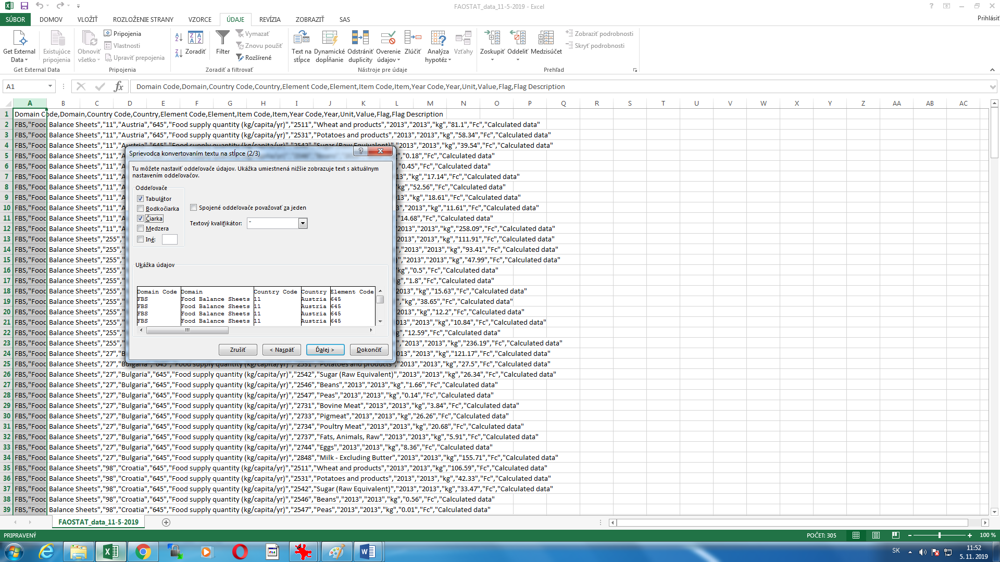 FAOSTAT_data_11-5-2019 - Excel
SÚBOR DOMOV VLOŽIŤ ROZLOŽENIE STRANY VZORCE ÚDAJE REVÍZIA ZOBRAZIŤ SAS Prihlásiť
Get External Data
Existujúce pripojenia
Get External Data
Obnoviť všetko
Pripojenia
Vlastnosti
Upraviť prepojenia
Pripojenia
Zoradiť
Filter
Vymazať
Znovu použiť
Rozšírené
Zoradiť a filtrovať
Text na stĺpce
Dynamické dopĺňanie
Odstrániť duplicity
Overenie údajov
Zlúčiť
Analýza hypotéz
Vzťahy
Nástroje pre údaje
Zoskupiť
Oddeliť
Medzisúčet
Zobraziť podrobnosti
Skryť podrobnosti
Prehľad
A1 fx Domain Code,Domain,Country Code,Country,Element Code,Element,Item Code,Item,Year Code,Year,Unit,Value,Flag,Flag Description
A B C D E F G H I J K L M N O P Q R S T U V W X Y Z AA AB AC
1 Domain Code,Domain,Country Code,Country,Element Code,Element,Item Code,Item,Year Code,Year,Unit,Value,Flag,Flag Description
2 FBS,"Food Balance Sheets","11","Austria","645","Food supply quantity (kg/capita/yr)","2511","Wheat and products","2013","2013","kg","81.1","Fc","Calculated data"
3 FBS,"Food Balance Sheets","11","Austria","645","Food supply quantity (kg/capita/yr)","2531","Potatoes and products","2013","2013","kg","58.34","Fc","Calculated data"
4 FBS,"Food Balance Sheets","11","Austria","645","Food supply quantity (kg/capita/yr)","2542","Sugar (Raw Equivalent)","2013","2013","kg","39.54","Fc","Calculated data"
5 FBS,"Food Balance Sheets","11","A "0.18","Fc","Calculated data"
6 FBS,"Food Balance Sheets","11","A "0.45","Fc","Calculated data"
7 FBS,"Food Balance Sheets","11","A 13","kg","17.14","Fc","Calculated data"
8 FBS,"Food Balance Sheets","11","A kg","52.56","Fc","Calculated data"
9 FBS,"Food Balance Sheets","11","A 013","kg","18.61","Fc","Calculated data"
10 FBS,"Food Balance Sheets","11","A 3","2013","kg","11.61","Fc","Calculated data"
11 FBS,"Food Balance Sheets","11","A "14.68","Fc","Calculated data"
12 FBS,"Food Balance Sheets","11","A 2013","2013","kg","258.09","Fc","Calculated data"
13 FBS,"Food Balance Sheets","255"," 2013","2013","kg","111.91","Fc","Calculated data"
14 FBS,"Food Balance Sheets","255"," "2013","2013","kg","93.41","Fc","Calculated data"
15 FBS,"Food Balance Sheets","255"," )","2013","2013","kg","47.99","Fc","Calculated data"
16 FBS,"Food Balance Sheets","255"," kg","0.5","Fc","Calculated data"
17 FBS,"Food Balance Sheets","255"," g","1.8","Fc","Calculated data"
18 FBS,"Food Balance Sheets","255"," 2013","kg","15.63","Fc","Calculated data"
19 FBS,"Food Balance Sheets","255"," ","kg","38.65","Fc","Calculated data"
20 FBS,"Food Balance Sheets","255"," 2013","kg","12.2","Fc","Calculated data"
21 FBS,"Food Balance Sheets","255"," 013","2013","kg","10.84","Fc","Calculated data"
22 FBS,"Food Balance Sheets","255"," g","12.59","Fc","Calculated data"
23 FBS,"Food Balance Sheets","255"," ,"2013","2013","kg","236.19","Fc","Calculated data"
24 FBS,"Food Balance Sheets","27","B 013","2013","kg","121.17","Fc","Calculated data"
25 FBS,"Food Balance Sheets","27","Bulgaria","645","Food supply quantity (kg/capita/yr)","2531","Potatoes and products","2013","2013","kg","27.5","Fc","Calculated data"
26 FBS,"Food Balance Sheets","27","Bulgaria","645","Food supply quantity (kg/capita/yr)","2542","Sugar (Raw Equivalent)","2013","2013","kg","26.34","Fc","Calculated data"
27 FBS,"Food Balance Sheets","27","Bulgaria","645","Food supply quantity (kg/capita/yr)","2546","Beans","2013","2013","kg","1.66","Fc","Calculated data"
28 FBS,"Food Balance Sheets","27","Bulgaria","645","Food supply quantity (kg/capita/yr)","2547","Peas","2013","2013","kg","0.14","Fc","Calculated data"
29 FBS,"Food Balance Sheets","27","Bulgaria","645","Food supply quantity (kg/capita/yr)","2731","Bovine Meat","2013","2013","kg","3.84","Fc","Calculated data"
30 FBS,"Food Balance Sheets","27","Bulgaria","645","Food supply quantity (kg/capita/yr)","2733","Pigmeat","2013","2013","kg","26.26","Fc","Calculated data"
31 FBS,"Food Balance Sheets","27","Bulgaria","645","Food supply quantity (kg/capita/yr)","2734","Poultry Meat","2013","2013","kg","20.68","Fc","Calculated data"
32 FBS,"Food Balance Sheets","27","Bulgaria","645","Food supply quantity (kg/capita/yr)","2737","Fats, Animals, Raw","2013","2013","kg","5.91","Fc","Calculated data"
33 FBS,"Food Balance Sheets","27","Bulgaria","645","Food supply quantity (kg/capita/yr)","2744","Eggs","2013","2013","kg","8.36","Fc","Calculated data"
34 FBS,"Food Balance Sheets","27","Bulgaria","645","Food supply quantity (kg/capita/yr)","2848","Milk - Excluding Butter","2013","2013","kg","155.71","Fc","Calculated data"
35 FBS,"Food Balance Sheets","98","Croatia","645","Food supply quantity (kg/capita/yr)","2511","Wheat and products","2013","2013","kg","106.59","Fc","Calculated data"
36 FBS,"Food Balance Sheets","98","Croatia","645","Food supply quantity (kg/capita/yr)","2531","Potatoes and products","2013","2013","kg","42.33","Fc","Calculated data"
37 FBS,"Food Balance Sheets","98","Croatia","645","Food supply quantity (kg/capita/yr)","2542","Sugar (Raw Equivalent)","2013","2013","kg","33.47","Fc","Calculated data"
38 FBS,"Food Balance Sheets","98","Croatia","645","Food supply quantity (kg/capita/yr)","2546","Beans","2013","2013","kg","0.56","Fc","Calculated data"
39 FBS,"Food Balance Sheets","98","Croatia","645","Food supply quantity (kg/capita/yr)","2547","Peas","2013","2013","kg","0.01","Fc","Calculated data"
Sprievodca konvertovaním textu na stĺpce (2/3)
Tu môžete nastaviť oddeľovače údajov. Ukážka umiestnená nižšie zobrazuje text s aktuálnym
nastavením oddeľovačov.
Oddeľovače
Tabulátor
Bodkočiarka
Čiarka
Medzera
Iné:
Spojené oddeľovače považovať za jeden
Textový kvalifikátor: "
Ukážka údajov
Domain Code Domain Country Code Country Element Code
FBS Food Balance Sheets 11 Austria 645
FBS Food Balance Sheets 11 Austria 645
FBS Food Balance Sheets 11 Austria 645
FBS Food Balance Sheets 11 Austria 645
Zrušiť < Naspäť Ďalej > Dokončiť
FAOSTAT_data_11-5-2019
PRIPRAVENÝ POČET: 305 100 %
SK 11:52
5. 11. 2019